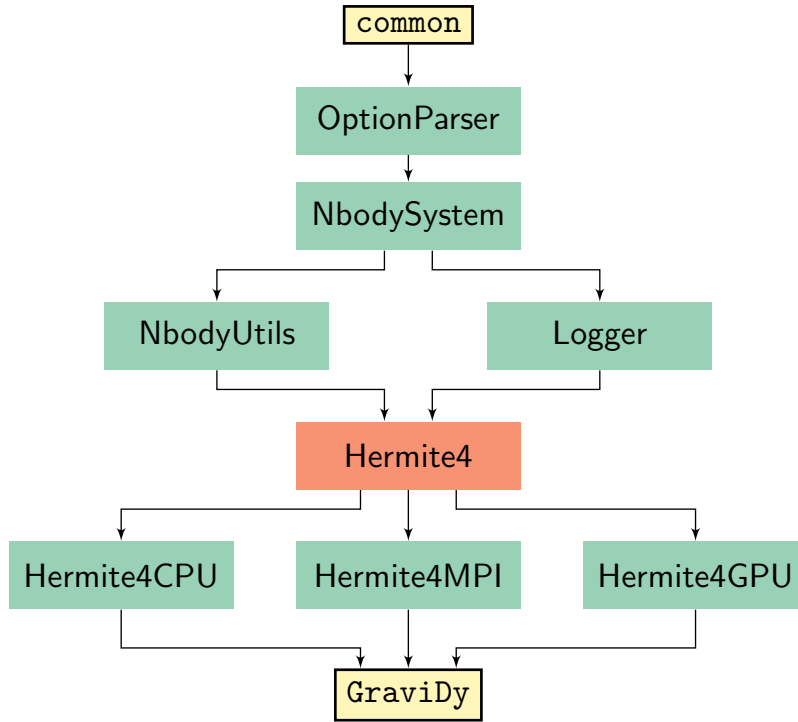 common
OptionParser
NbodySystem
NbodyUtils
Logger
Hermite4
Hermite4CPU
Hermite4MPI
Hermite4GPU
GraviDy